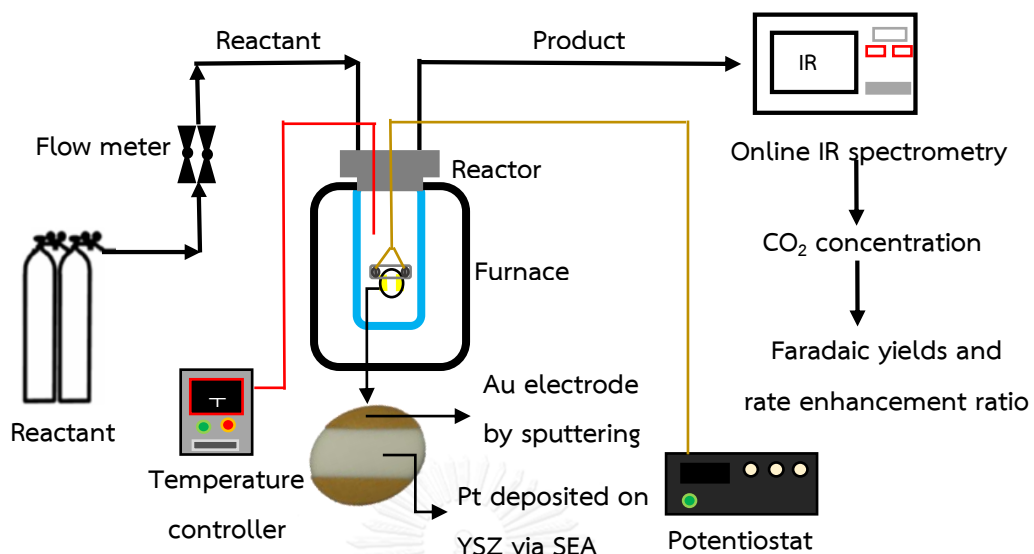 Reactant
Product
IR
Flow meter
Reactor
Online IR spectrometry
CO₂ concentration
Furnace
Faradaic yields and
rate enhancement ratio
Au electrode
by sputtering
T
Reactant
Temperature
controller
Pt deposited on
YSZ via SEA
Potentiostat